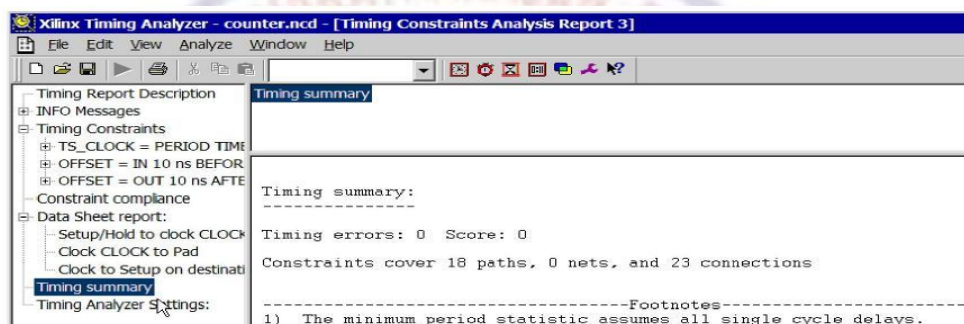 Xilinx Timing Analyzer - counter.ncd - [Timing Constraints Analysis Report 3]
File Edit View Analyze Window Help
Timing Report Description
INFO Messages
Timing Constraints
TS_CLOCK = PERIOD TIME
OFFSET = IN 10 ns BEFOR
OFFSET = OUT 10 ns AFTE
Constraint compliance
Data Sheet report:
Setup/Hold to clock CLOCK
Clock CLOCK to Pad
Clock to Setup on destinati
Timing summary
Timing Analyzer Settings:
Timing summary
Timing summary:
---------------
Timing errors: 0 Score: 0
Constraints cover 18 paths, 0 nets, and 23 connections
-----------------------------------Footnotes-----------------------
1) The minimum period statistic assumes all single cycle delays.